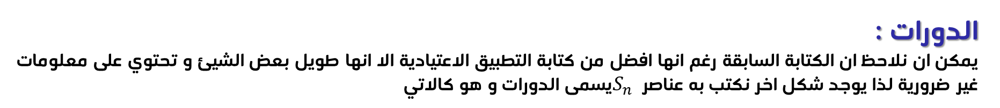 الدورات :
يمكن ان نلاحظ ان الكتابة السابقة رغم انها افضل من كتابة التطبيق الاعتيادية الا انها طويل بعض الشيئ و تحتوي على معلومات
غير ضرورية لذا يوجد شكل اخر نكتب به عناصر Sₙ يسمى الدورات و هو كالاتي